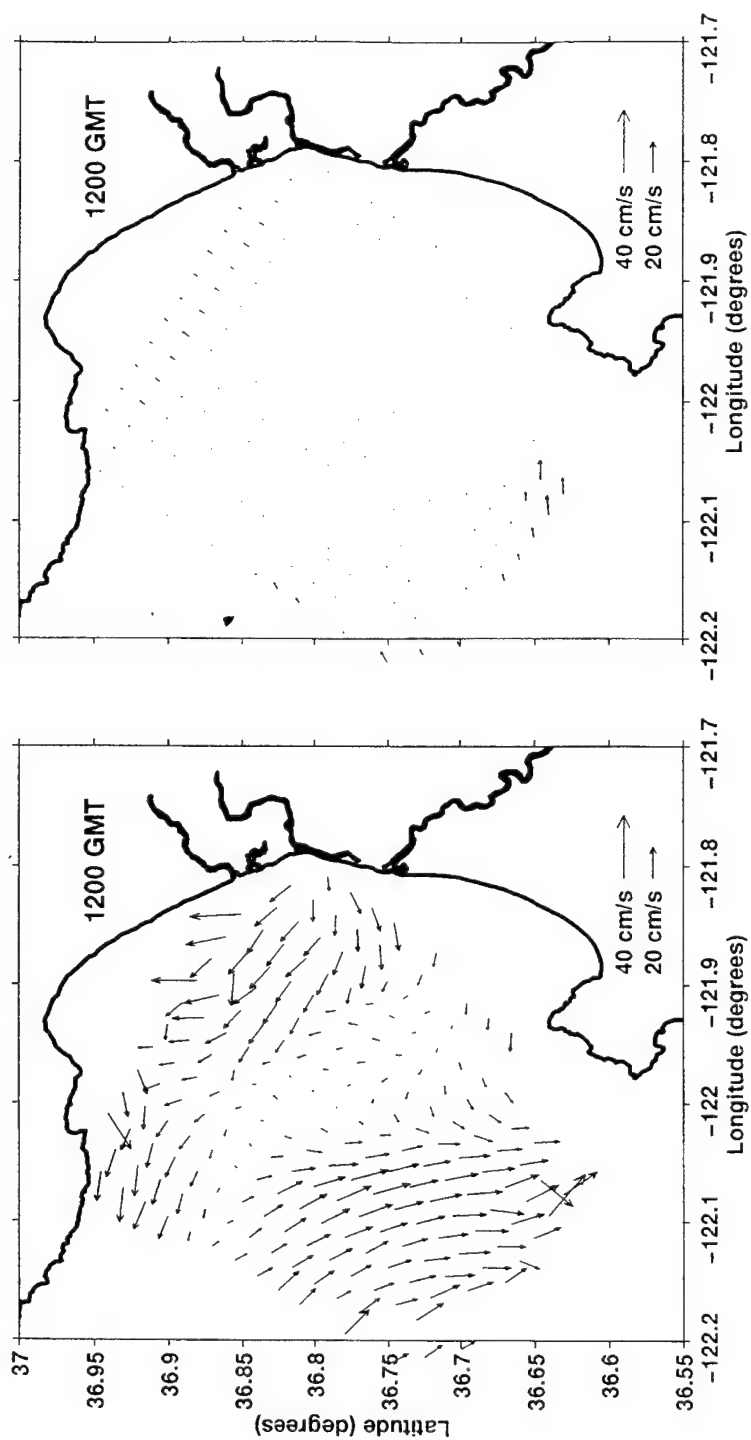 1200 GMT
40 cm/s
20 cm/s
37
36.95
36.9
36.85
36.8
36.75
36.7
36.65
36.6
36.55
Latitude (degrees)
-122.2
-122.1
-122
-121.9
-121.8
-121.7
Longitude (degrees)
1200 GMT
40 cm/s
20 cm/s
-122.2
-122.1
-122
-121.9
-121.8
-121.7
Longitude (degrees)